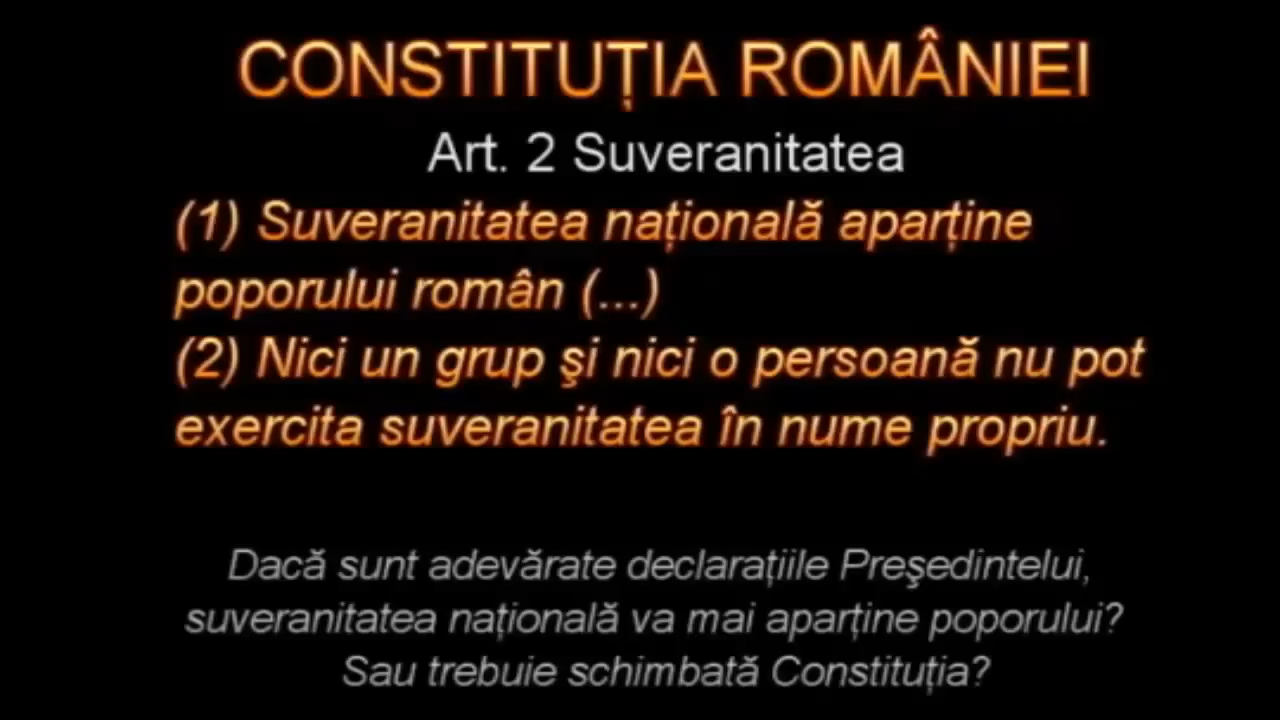 CONSTITUȚIA ROMÂNIEI
Art. 2 Suveranitatea
(1) Suveranitatea națională aparține
poporului român (...)
(2) Nici un grup şi nici o persoană nu pot
exercita suveranitatea în nume propriu.
Dacă sunt adevărate declarațiile Preşedintelui,
suveranitatea națională va mai aparține poporului?
Sau trebuie schimbată Constituția?